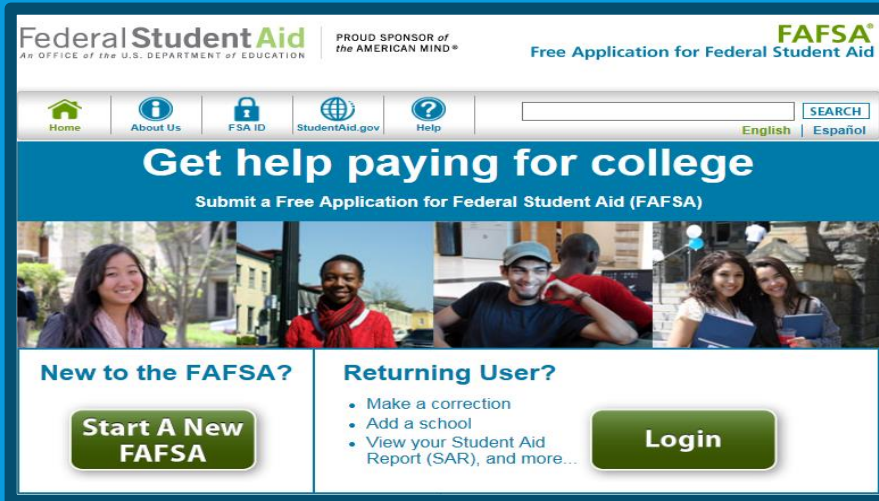 Federal Student Aid
An OFFICE of the U.S. DEPARTMENT of EDUCATION
PROUD SPONSOR of
the AMERICAN MIND®
FAFSA®
Free Application for Federal Student Aid
Home
About Us
FSA ID
StudentAid.gov
Help
SEARCH
English | Español
Get help paying for college
Submit a Free Application for Federal Student Aid (FAFSA)
New to the FAFSA?
Start A New
FAFSA
Returning User?
• Make a correction
• Add a school
• View your Student Aid
Report (SAR), and more...
Login